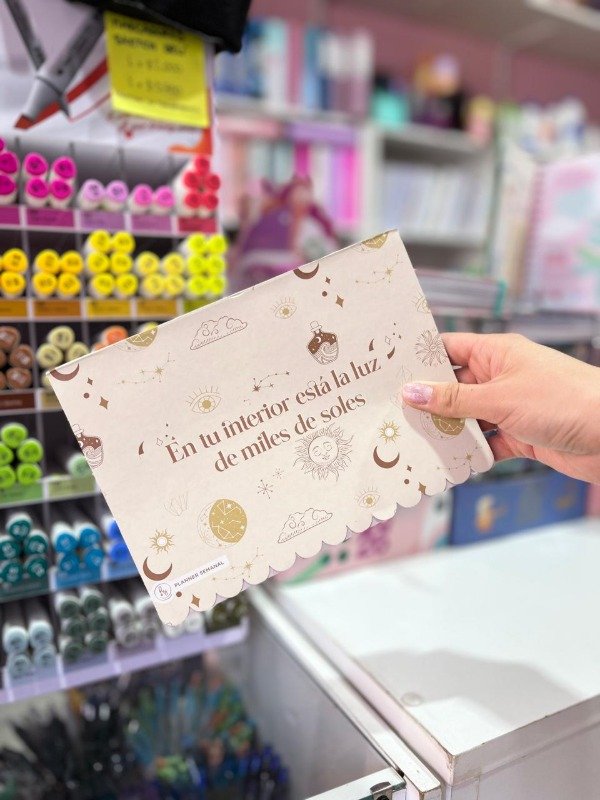 En tu interior está la luz
de miles de soles
PLANNER SEMANAL